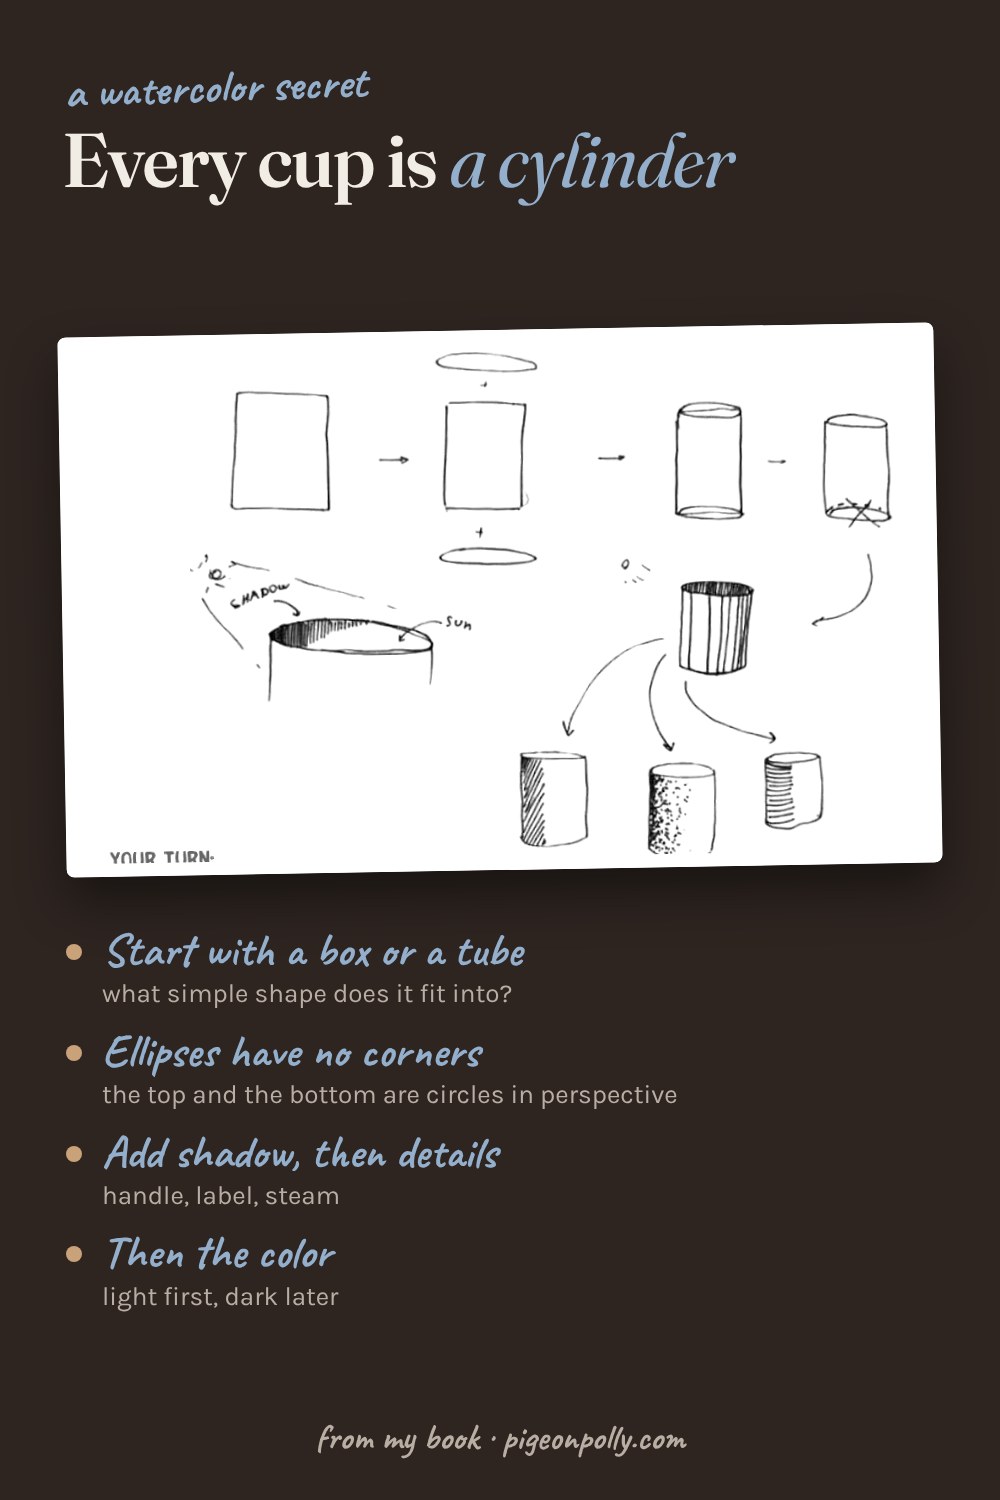 a watercolor secret
Every cup is a cylinder
SHADOW
SUN
YOUR TURN:
Start with a box or a tube
what simple shape does it fit into?
Ellipses have no corners
the top and the bottom are circles in perspective
Add shadow, then details
handle, label, steam
Then the color
light first, dark later
from my book · pigeonpolly.com